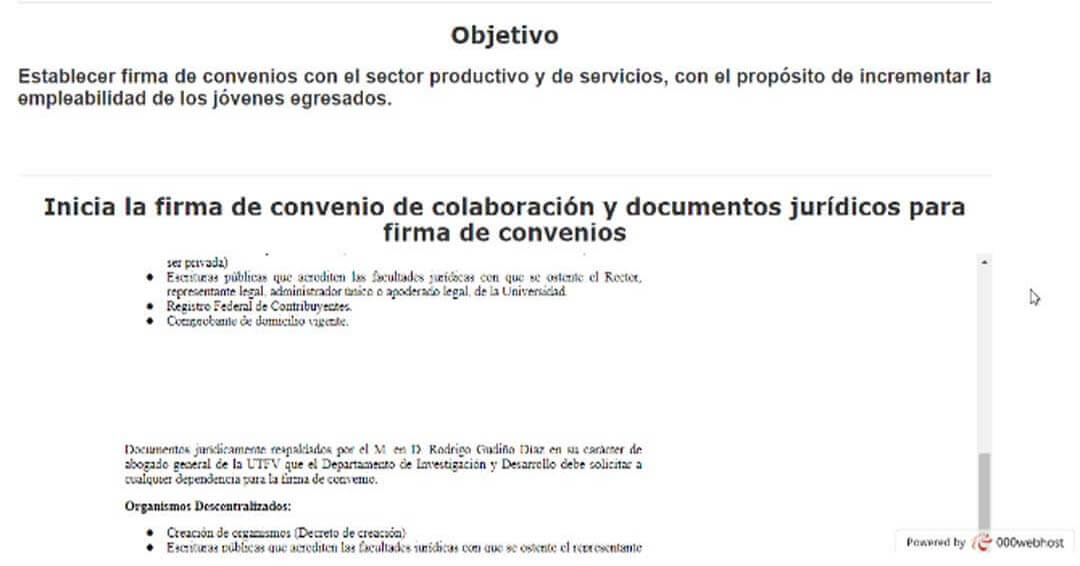 Objetivo
Establecer firma de convenios con el sector productivo y de servicios, con el propósito de incrementar la
empleabilidad de los jóvenes egresados.
Inicia la firma de convenio de colaboración y documentos jurídicos para
firma de convenios
ser privada)
Escrituras públicas que acrediten las facultades jurídicas con que se ostente el Rector,
representante legal, administrador único o apoderado legal, de la Universidad.
Registro Federal de Contribuyentes.
Comprobante de domicilio vigente.
Documentos jurídicamente respaldados por el M. en D. Rodrigo Gudiño Díaz en su carácter de
abogado general de la UTFV que el Departamento de Investigación y Desarrollo debe solicitar a
cualquier dependencia para la firma de convenio.
Organismos Descentralizados:
Creación de organismos (Decreto de creación)
Escrituras públicas que acrediten las facultades jurídicas con que se ostente el representante
Powered by 000webhost